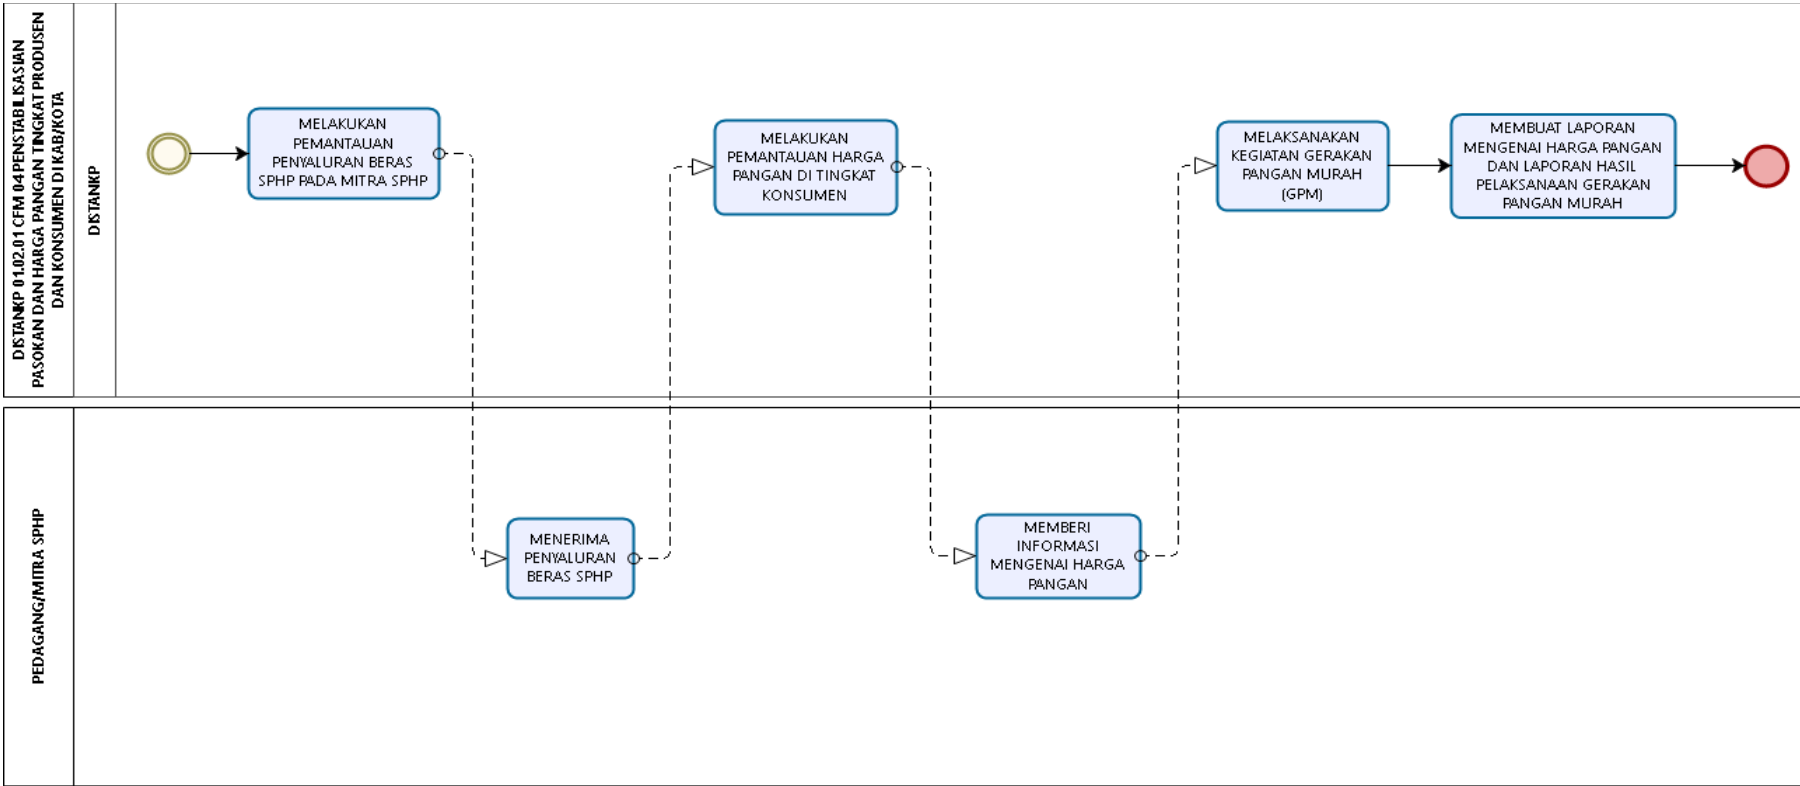 DISTANKP 01.02.01 CFM 04 PENSTABILISASIAN
PASOKAN DAN HARGA PANGAN TINGKAT PRODUSEN
DAN KONSUMEN DI KAB/KOTA
DISTANKP
MELAKUKAN
PEMANTAUAN
PENYALURAN BERAS
SPHP PADA MITRA SPHP
MELAKUKAN
PEMANTAUAN HARGA
PANGAN DI TINGKAT
KONSUMEN
MELAKSANAKAN
KEGIATAN GERAKAN
PANGAN MURAH
(GPM)
MEMBUAT LAPORAN
MENGENAI HARGA PANGAN
DAN LAPORAN HASIL
PELAKSANAAN GERAKAN
PANGAN MURAH
PEDAGANG/MITRA SPHP
MENERIMA
PENYALURAN
BERAS SPHP
MEMBERI
INFORMASI
MENGENAI HARGA
PANGAN